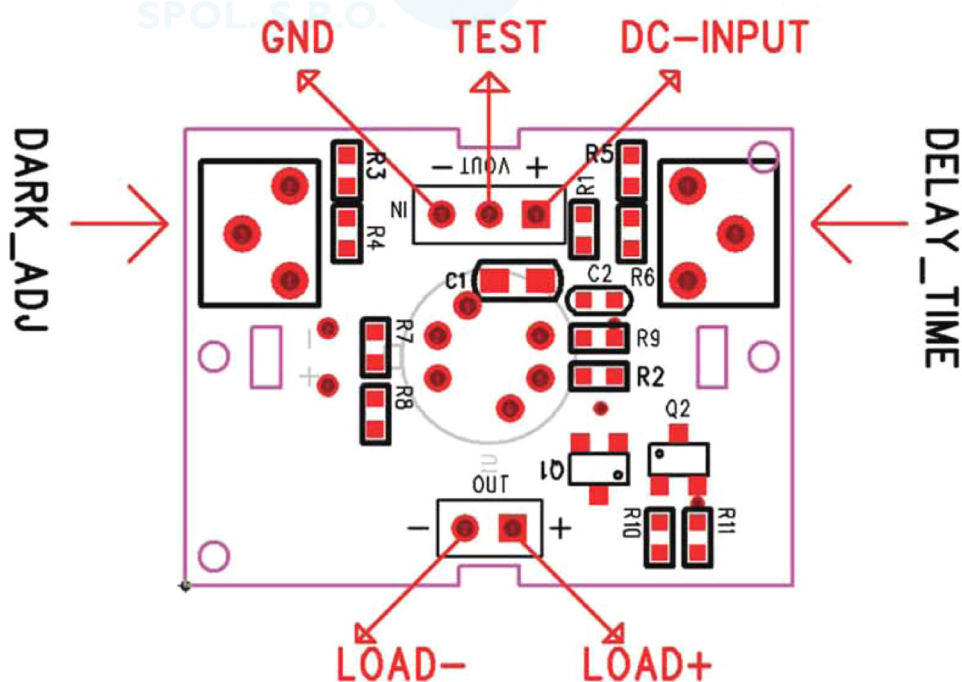 SPOL. S.R.O.
GND TEST DC-INPUT
DARK_ADJ
DELAY_TIME
- VOUT +
IN
R3
R4
R5
R1
R6
C1
C2
R7
R8
R9
R2
- +
Q1
Q2
OUT
- +
R10
R11
LOAD- LOAD+